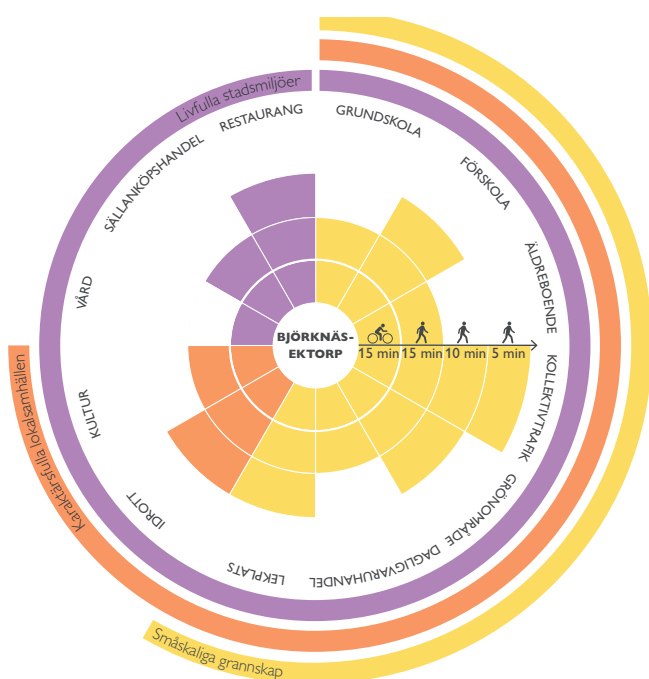 Livfulla stadsmiljöer
RESTAURANG
GRUNDSKOLA
SÄLLANKÖPSHANDEL
FÖRSKOLA
VÅRD
ÄLDREBOENDE
BJÖRKNÄS-
EKTORP
15 min 15 min 10 min 5 min
KOLLEKTIVTRAFIK
KULTUR
Karaktärsfulla lokalsamhällen
IDROTT
GRÖNOMRÅDE
LEKPLATS
DAGLIGVARUHANDEL
Småskaliga grannskap